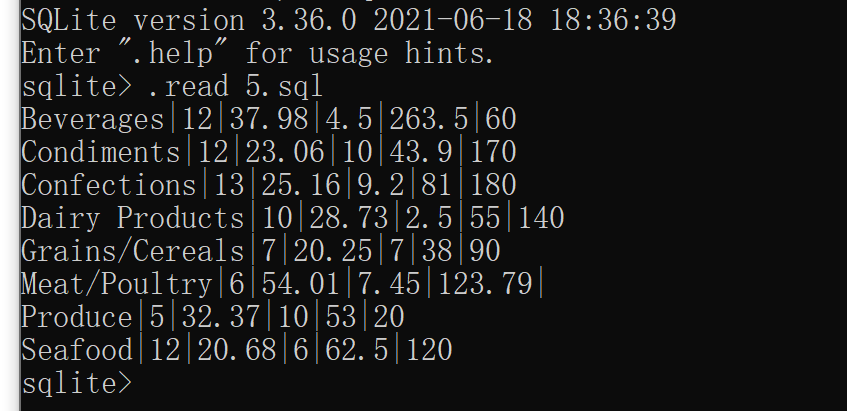 SQLite version 3.36.0 2021-06-18 18:36:39
Enter ".help" for usage hints.
sqlite> .read 5.sql
Beverages|12|37.98|4.5|263.5|60
Condiments|12|23.06|10|43.9|170
Confections|13|25.16|9.2|81|180
Dairy Products|10|28.73|2.5|55|140
Grains/Cereals|7|20.25|7|38|90
Meat/Poultry|6|54.01|7.45|123.79|
Produce|5|32.37|10|53|20
Seafood|12|20.68|6|62.5|120
sqlite>